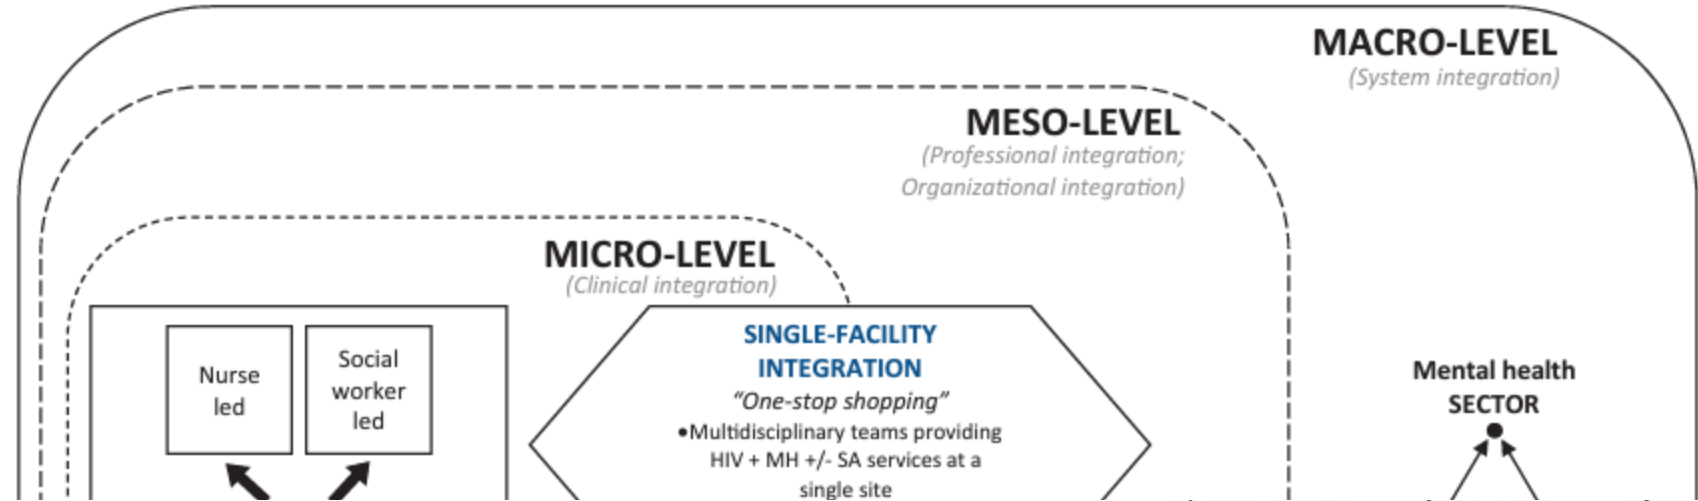 MACRO-LEVEL
(System integration)
MESO-LEVEL
(Professional integration;
Organizational integration)
MICRO-LEVEL
(Clinical integration)
Nurse
led
Social
worker
led
SINGLE-FACILITY
INTEGRATION
“One-stop shopping”
•Multidisciplinary teams providing
HIV + MH +/- SA services at a
single site
Mental health
SECTOR